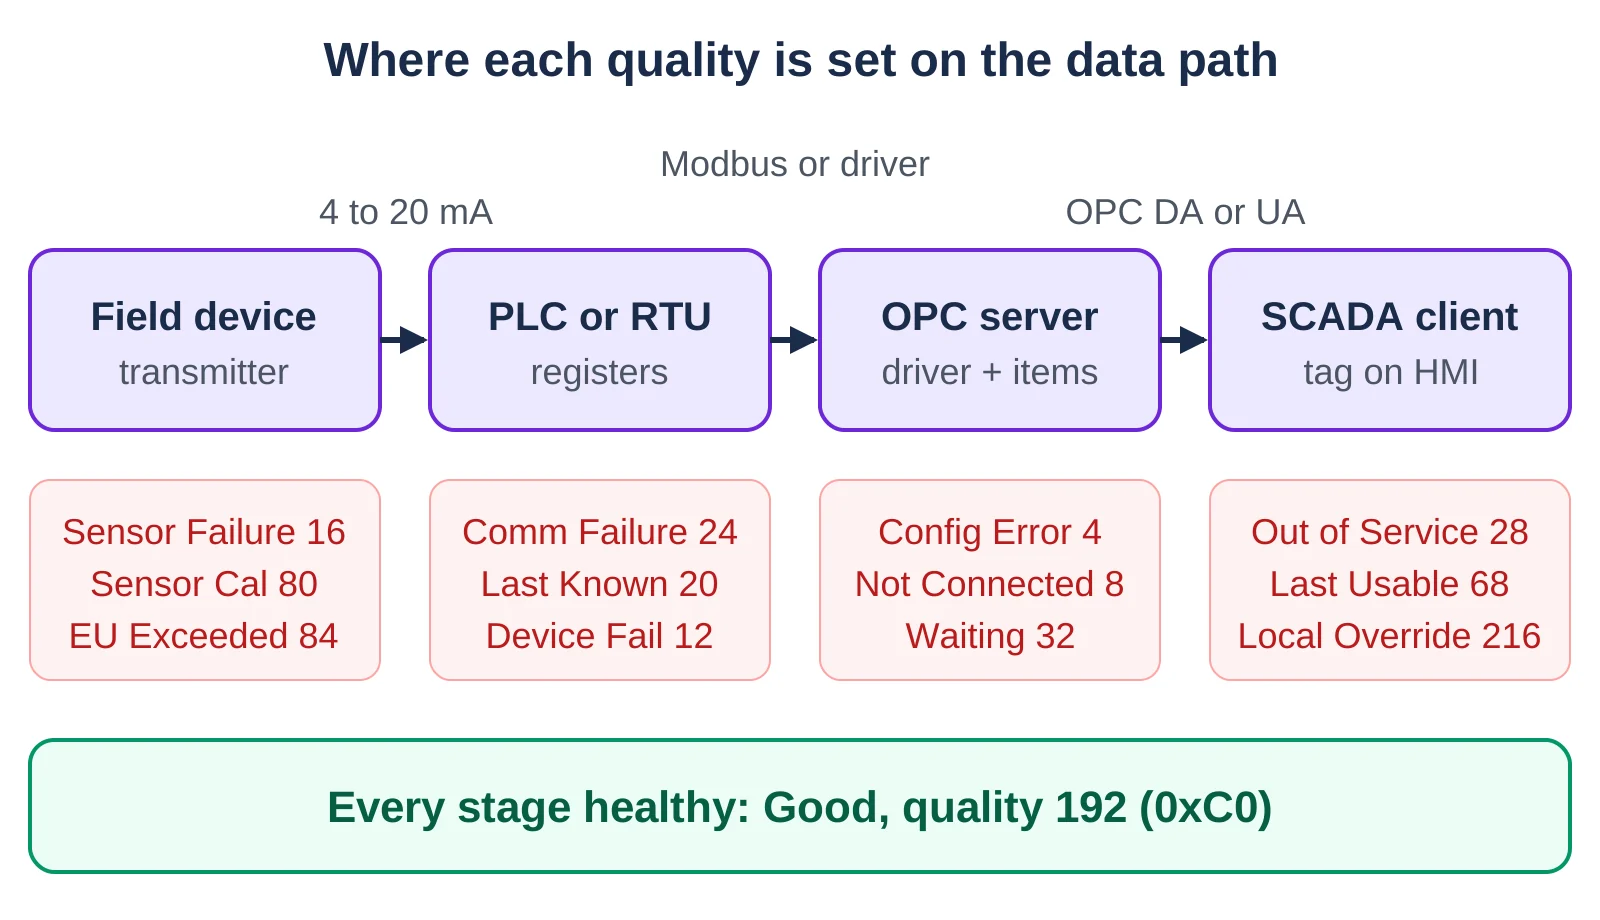 Where each quality is set on the data path
Modbus or driver
4 to 20 mA
OPC DA or UA
Field device
transmitter
PLC or RTU
registers
OPC server
driver + items
SCADA client
tag on HMI
Sensor Failure 16
Sensor Cal 80
EU Exceeded 84
Comm Failure 24
Last Known 20
Device Fail 12
Config Error 4
Not Connected 8
Waiting 32
Out of Service 28
Last Usable 68
Local Override 216
Every stage healthy: Good, quality 192 (0xC0)